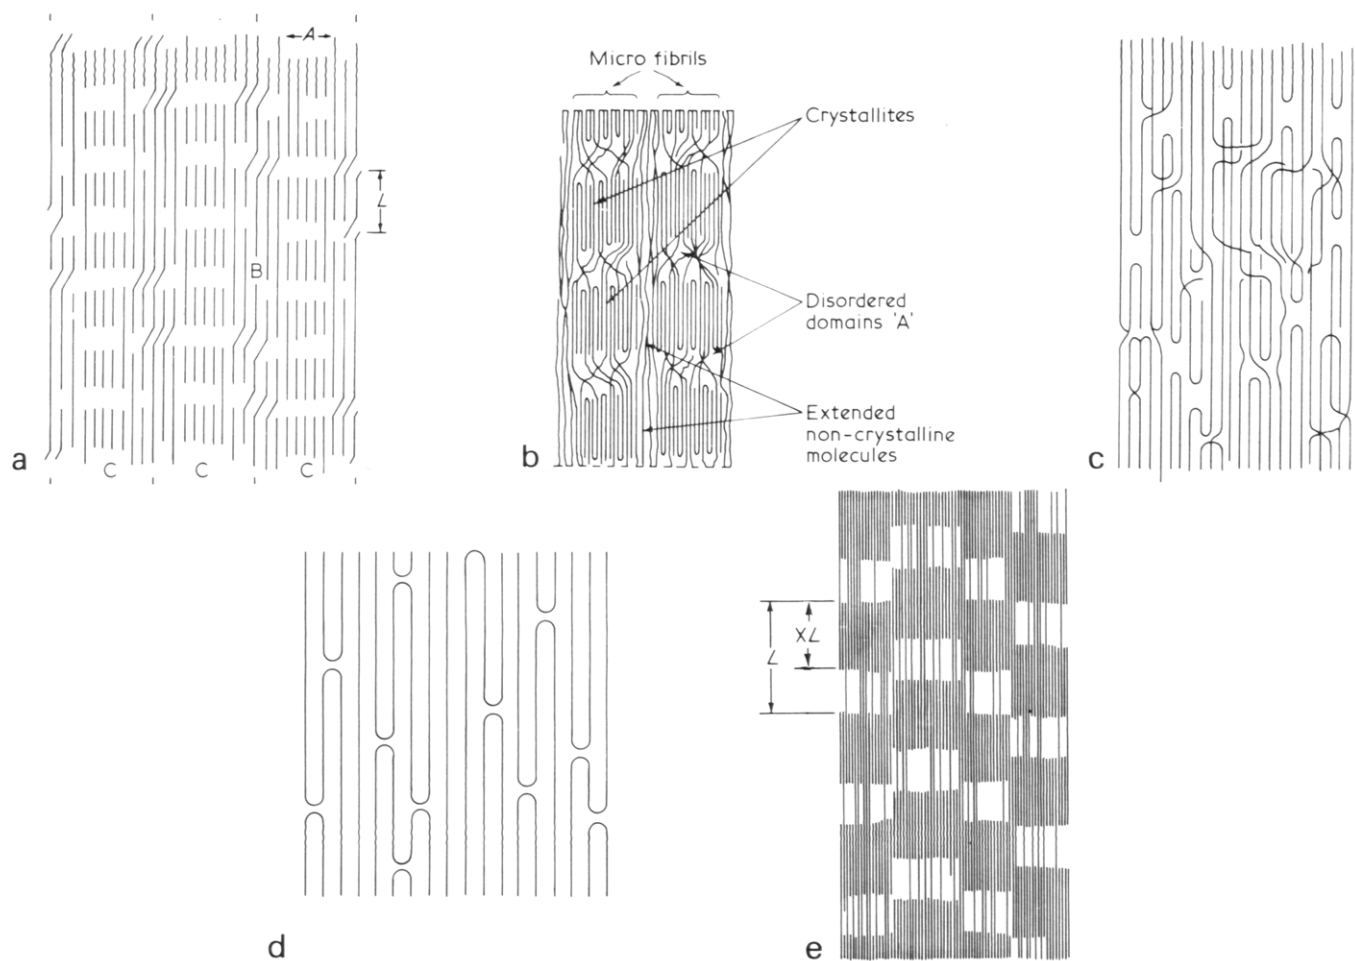 A
L
B
C C C
a
Micro fibrils
Crystallites
Disordered
domains 'A'
Extended
non-crystalline
molecules
b
c
d
XL
L
e